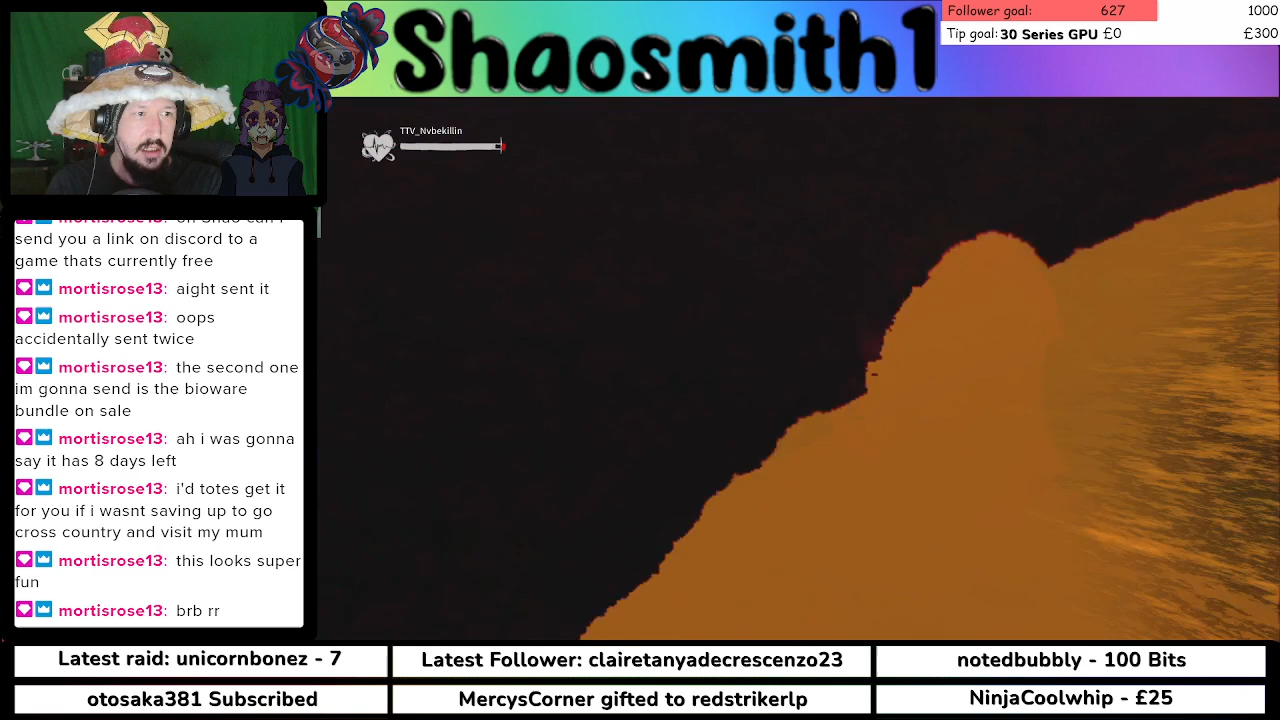 Shaosmith1
Follower goal: 627 1000
Tip goal: 30 Series GPU £0 £300
TTV_Nvbekillin
mortisrose13: oh Shao can i
send you a link on discord to a
game thats currently free
mortisrose13: aight sent it
mortisrose13: oops
accidentally sent twice
mortisrose13: the second one
im gonna send is the bioware
bundle on sale
mortisrose13: ah i was gonna
say it has 8 days left
mortisrose13: i'd totes get it
for you if i wasnt saving up to go
cross country and visit my mum
mortisrose13: this looks super
fun
mortisrose13: brb rr
Latest raid: unicornbonez - 7
Latest Follower: clairetanyadecrescenzo23
notedbubbly - 100 Bits
otosaka381 Subscribed
MercysCorner gifted to redstrikerlp
NinjaCoolwhip - £25